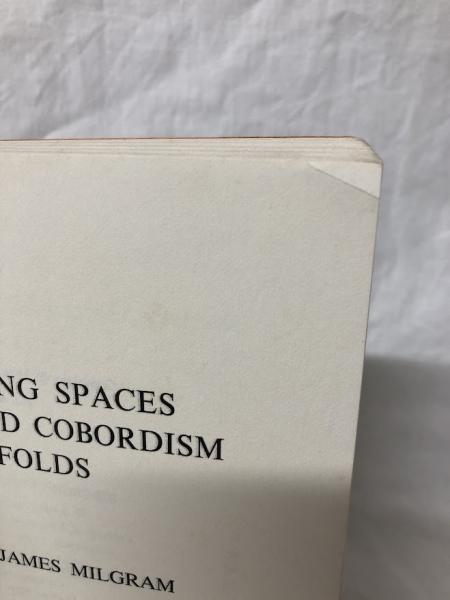 NG SPACES
D COBORDISM
FOLDS
JAMES MILGRAM